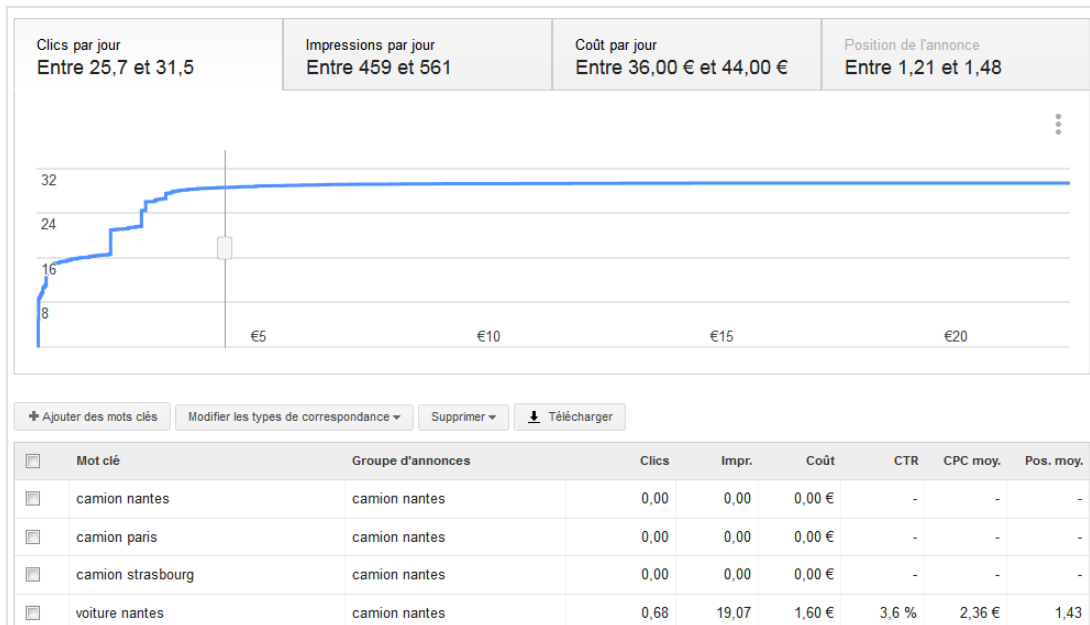 Clics par jour Impressions par jour Coût par jour Position de l'annonce
Entre 25,7 et 31,5 Entre 459 et 561 Entre 36,00 € et 44,00 € Entre 1,21 et 1,48
32
24
16
8
€5 €10 €15 €20
Ajouter des mots clés Modifier les types de correspondance Supprimer Télécharger
Mot clé Groupe d'annonces Clics Impr. Coût CTR CPC moy. Pos. moy.
camion nantes camion nantes 0,00 0,00 0,00 € - - -
camion paris camion nantes 0,00 0,00 0,00 € - - -
camion strasbourg camion nantes 0,00 0,00 0,00 € - - -
voiture nantes camion nantes 0,68 19,07 1,60 € 3,6 % 2,36 € 1,43